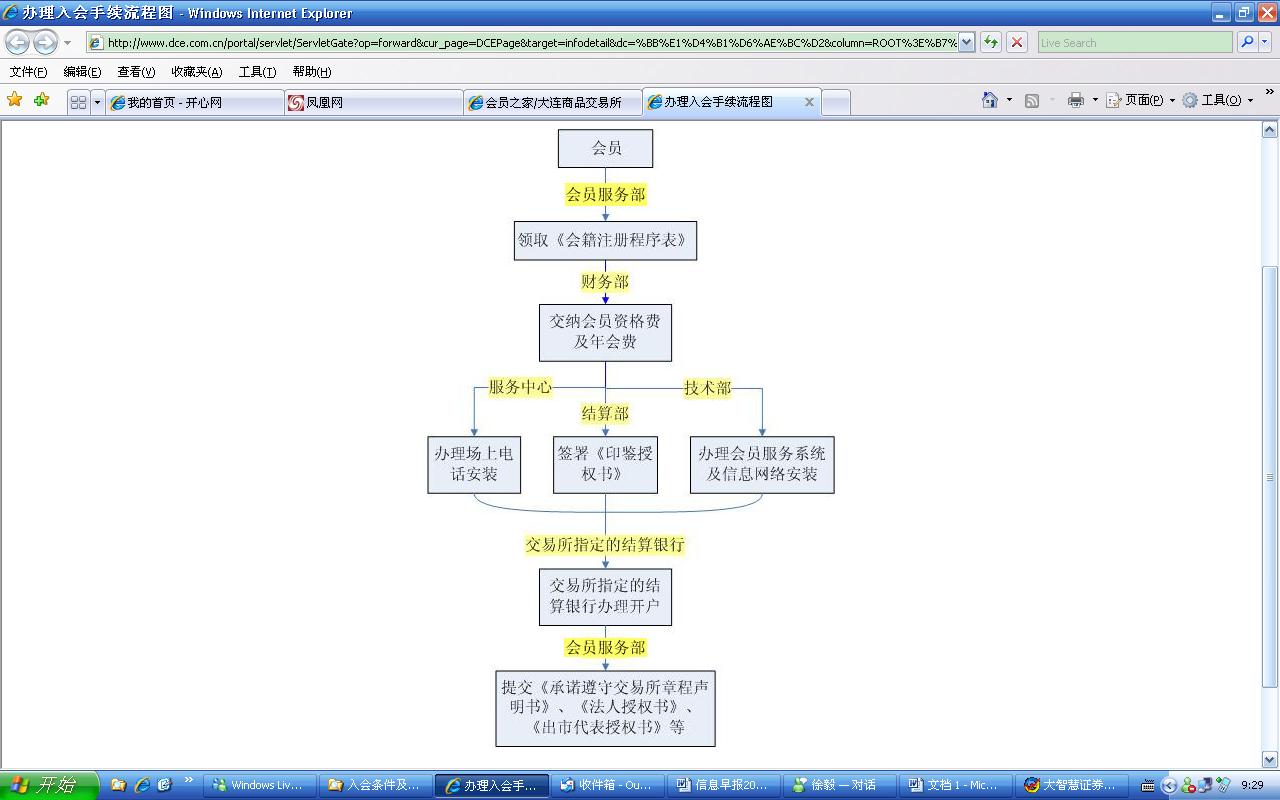 办理入会手续流程图 - Windows Internet Explorer
http://www.dce.com.cn/portal/servlet/ServletGate?op=forward&cur_page=DCEPage&target=infodetail&dc=%BB%E1%D4%B1%D6%AE%BC%D2&column=ROOT%3E%B7%
Live Search
文件(F) 编辑(E) 查看(V) 收藏夹(A) 工具(T) 帮助(H)
我的首页 - 开心网 凤凰网 会员之家/大连商品交易所 办理入会手续流程图 页面(P) 工具(O)
会员
会员服务部
领取《会籍注册程序表》
财务部
交纳会员资格费
及年会费
服务中心 技术部
结算部
办理场上电
话安装
签署《印鉴授
权书》
办理会员服务系统
及信息网络安装
交易所指定的结算银行
交易所指定的结
算银行办理开户
会员服务部
提交《承诺遵守交易所章程声
明书》、《法人授权书》、
《出市代表授权书》等
开始 Windows Liv... 入会条件及... 办理入会手... 收件箱 - Ou... 信息早报20... 徐毅 — 对话 文档 1 - Mic... 大智慧证券... 9:29